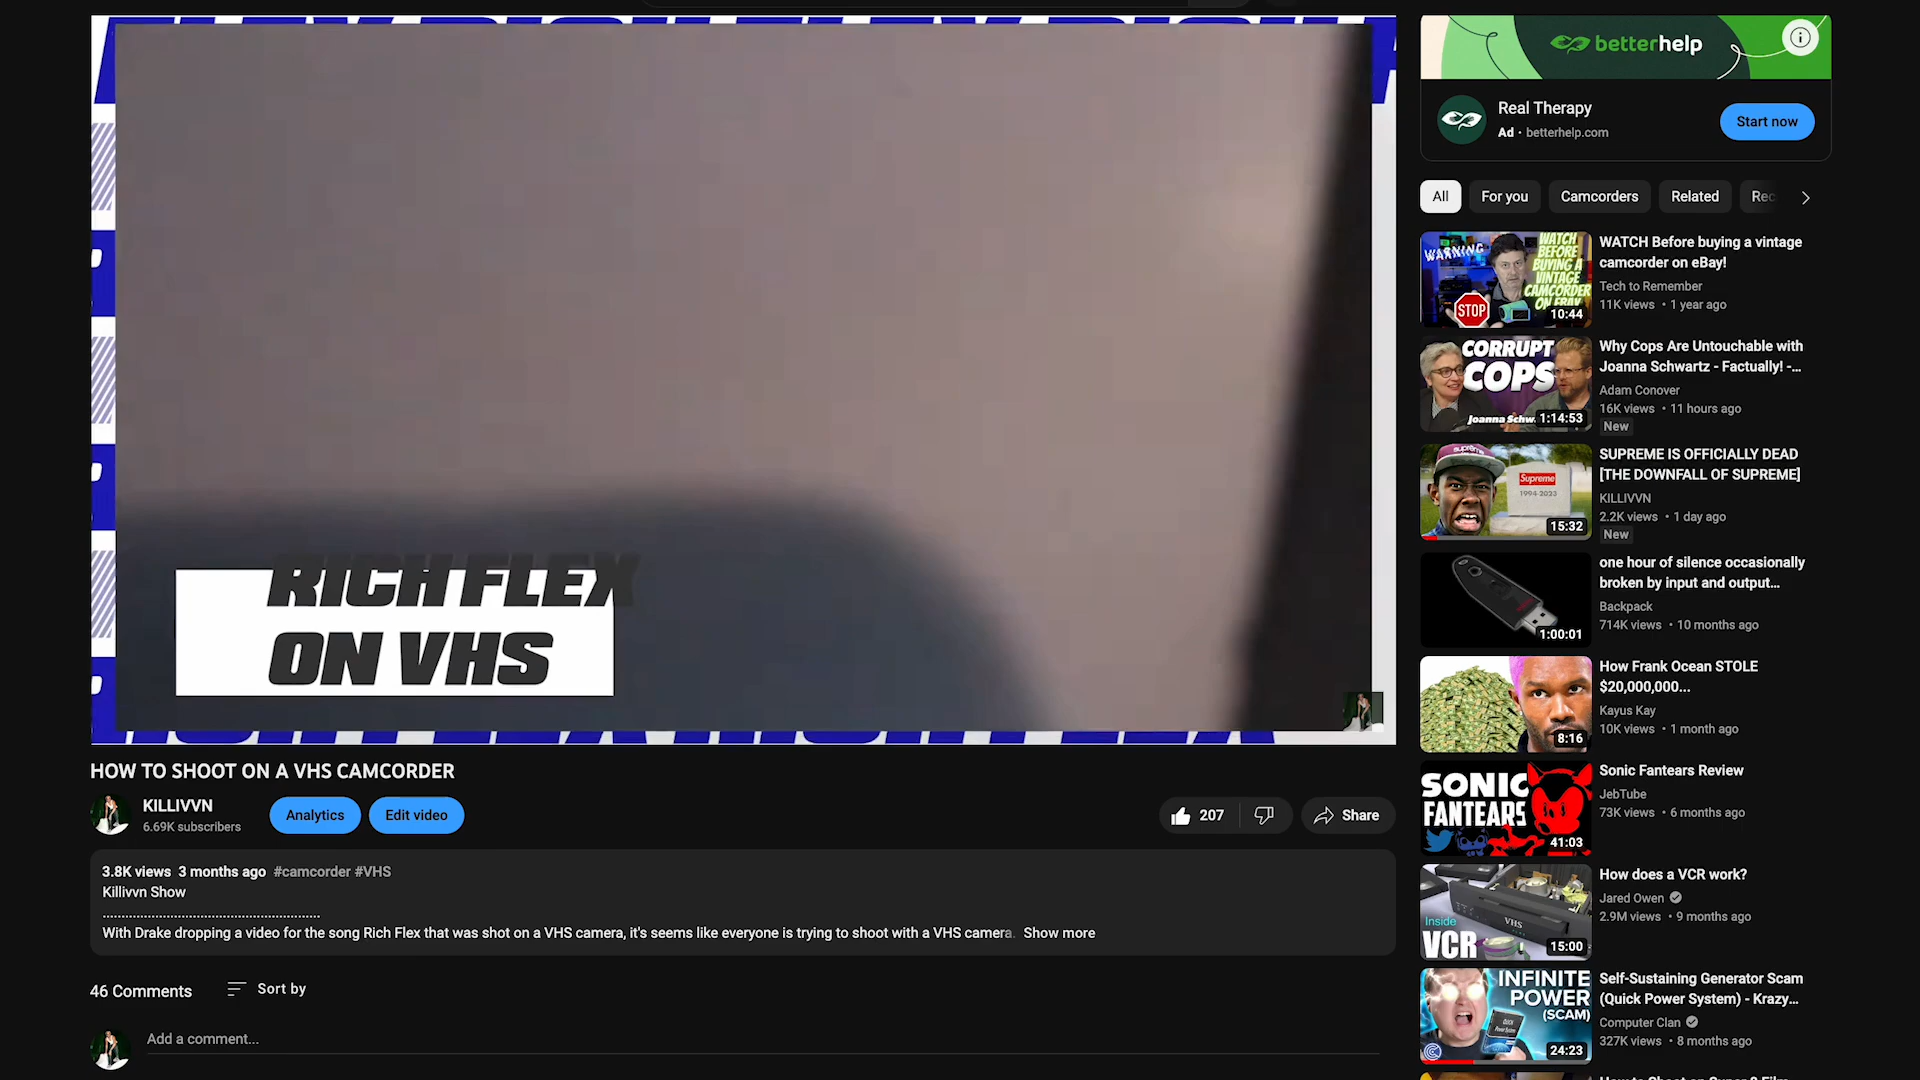 RICH FLEX
ON VHS
HOW TO SHOOT ON A VHS CAMCORDER
KILLIVVN
6.69K subscribers
Analytics
Edit video
207
Share
3.8K views 3 months ago #camcorder #VHS
Killivvn Show
With Drake dropping a video for the song Rich Flex that was shot on a VHS camera, it's seems like everyone is trying to shoot with a VHS camera. Show more
46 Comments
Sort by
Add a comment...
betterhelp
Real Therapy
Ad · betterhelp.com
Start now
All
For you
Camcorders
Related
Rec
WARNING
WATCH
BEFORE
BUYING A
VINTAGE
CAMCORDER
ON EBAY
STOP
10:44
WATCH Before buying a vintage
camcorder on eBay!
Tech to Remember
11K views • 1 year ago
CORRUPT
COPS
Joanna Schw
1:14:53
Why Cops Are Untouchable with
Joanna Schwartz - Factually! -...
Adam Conover
16K views • 11 hours ago
New
Supreme
1994-2023
15:32
SUPREME IS OFFICIALLY DEAD
[THE DOWNFALL OF SUPREME]
KILLIVVN
2.2K views • 1 day ago
New
1:00:01
one hour of silence occasionally
broken by input and output...
Backpack
714K views • 10 months ago
8:16
How Frank Ocean STOLE
$20,000,000...
Kayus Kay
10K views • 1 month ago
SONIC
FANTEARS
41:03
Sonic Fantears Review
JebTube
73K views • 6 months ago
Inside
VCR
VHS
15:00
How does a VCR work?
Jared Owen
2.9M views • 9 months ago
INFINITE
POWER
(SCAM)
24:23
Self-Sustaining Generator Scam
(Quick Power System) - Krazy...
Computer Clan
327K views • 8 months ago